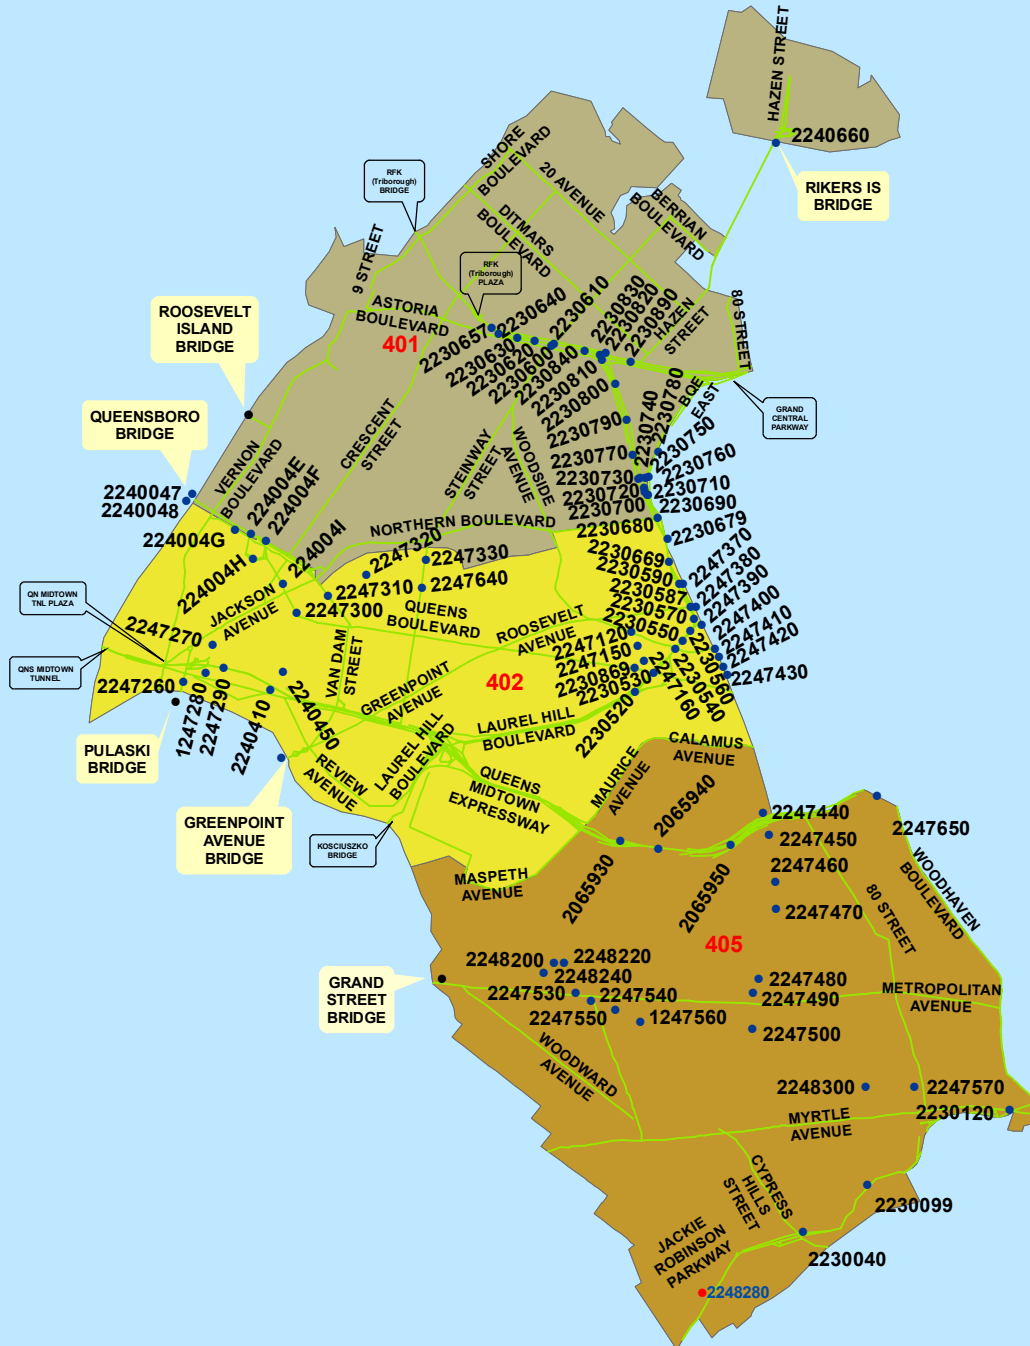 HAZEN STREET
2240660
RIKERS IS
BRIDGE
SHORE
BOULEVARD
20 AVENUE
BERRIAN
BOULEVARD
DITMARS
BOULEVARD
RFK
(Triborough)
BRIDGE
9 STREET
RFK
(Triborough)
PLAZA
ASTORIA
BOULEVARD
401
ROOSEVELT
ISLAND
BRIDGE
HAZEN
STREET
80 STREET
2230657
2230640
2230630
2230620
2230610
2230600
2230840
2230830
2230820
2230890
2230810
2230800
2230790
2230780
BQE
EAST
GRAND
CENTRAL
PARKWAY
QUEENSBORO
BRIDGE
VERNON
BOULEVARD
CRESCENT
STREET
STEINWAY
STREET
WOODSIDE
AVENUE
NORTHERN BOULEVARD
2230770
2230740
2230750
2230760
2230730
2230720
2230710
2230700
2230690
2230680
2230679
2240047
2240048
224004E
224004F
224004G
224004H
224004I
2247320
2247330
2247310
2247640
2247300
2230669
2230590
2230587
2230570
2230550
2247370
2247380
2247390
2247400
2247410
2247420
2247430
QN MIDTOWN
TNL PLAZA
QNS MIDTOWN
TUNNEL
JACKSON
AVENUE
QUEENS
BOULEVARD
ROOSEVELT
AVENUE
2247270
2247120
2247150
2230869
2230530
2230520
2247160
2230540
2230560
VAN DAM
STREET
GREENPOINT
AVENUE
402
2247260
1247280
2247290
2240410
2240450
PULASKI
BRIDGE
LAUREL HILL
BOULEVARD
LAUREL HILL
BOULEVARD
REVIEW
AVENUE
QUEENS
MIDTOWN
EXPRESSWAY
MAURICE
AVENUE
CALAMUS
AVENUE
GREENPOINT
AVENUE
BRIDGE
KOSCIUSZKO
BRIDGE
MASPETH
AVENUE
2065930
2065940
2065950
2247440
2247450
2247650
2247460
2247470
80 STREET
WOODHAVEN
BOULEVARD
405
2248200
2248220
2248240
GRAND
STREET
BRIDGE
2247530
2247540
2247550
1247560
2247480
2247490
2247500
METROPOLITAN
AVENUE
WOODWARD
AVENUE
2248300
2247570
2230120
MYRTLE
AVENUE
CYPRESS
HILLS
STREET
2230099
2230040
JACKIE
ROBINSON
PARKWAY
2248280